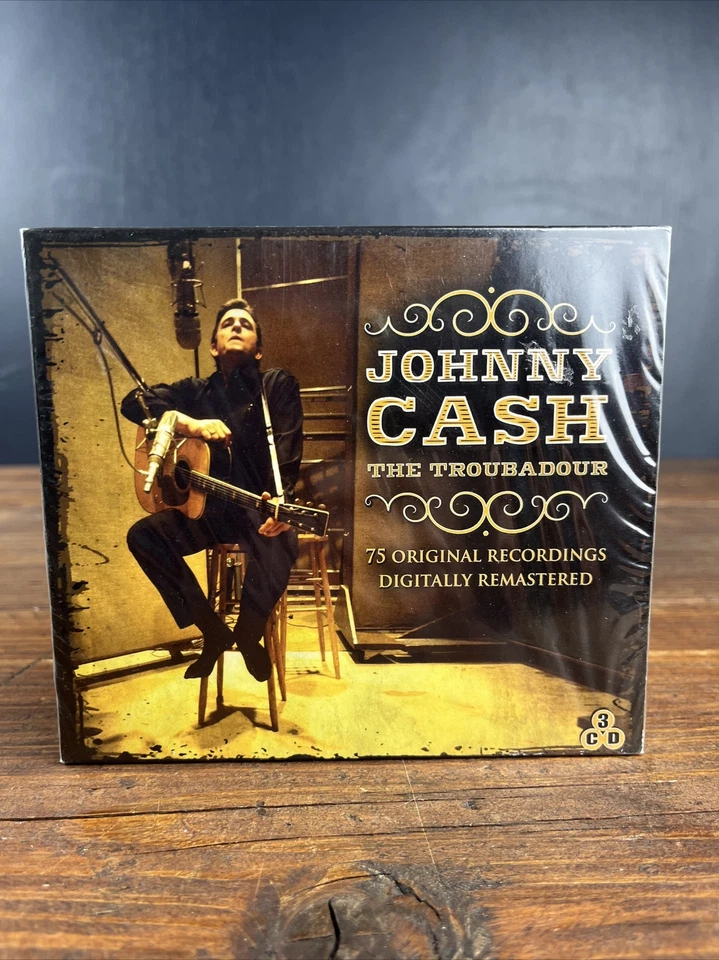 JOHNNY
CASH
THE TROUBADOUR
75 ORIGINAL RECORDINGS
DIGITALLY REMASTERED
3
CD